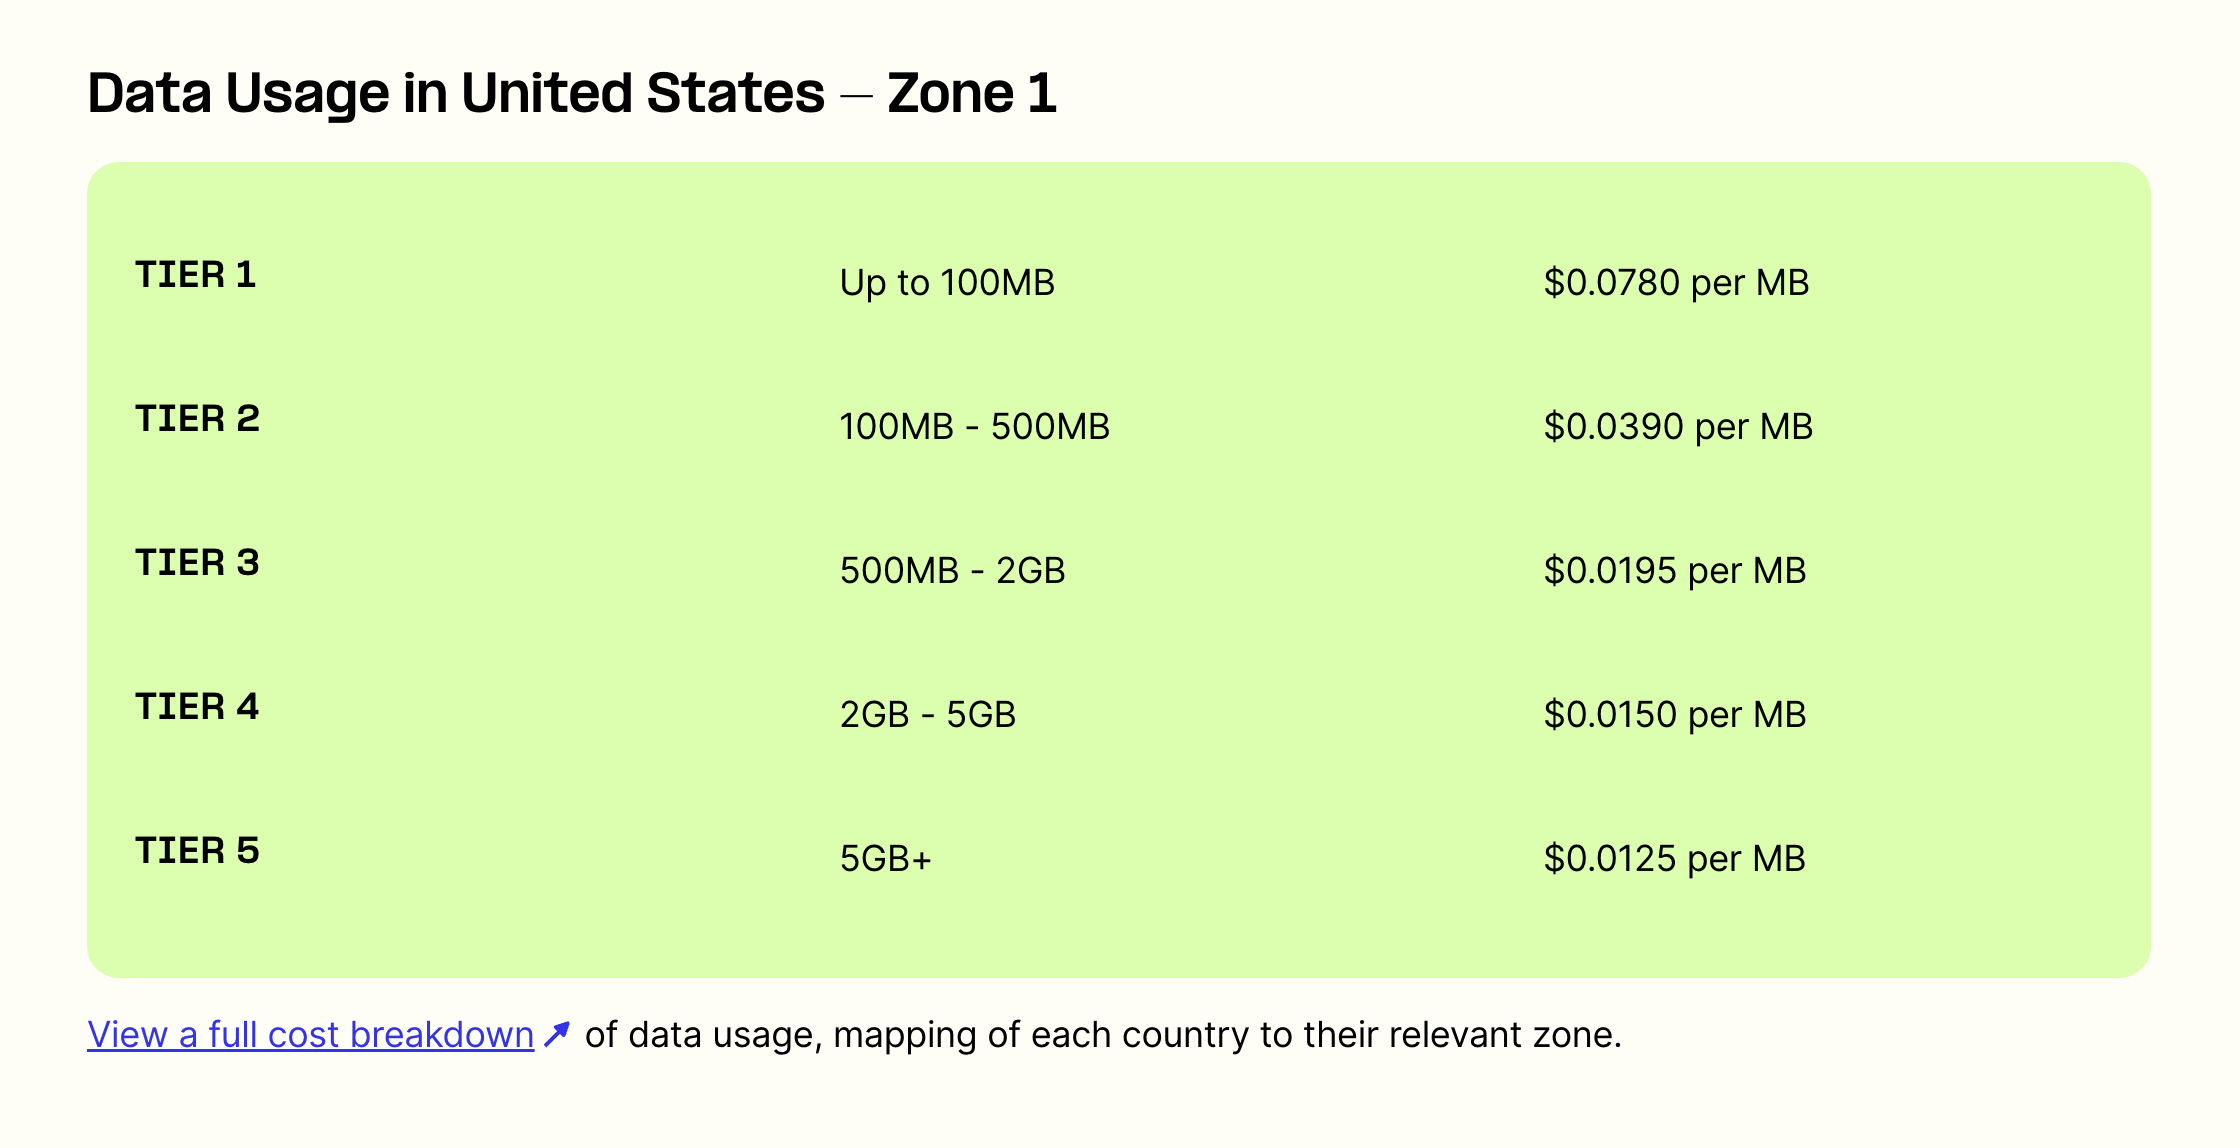 Data Usage in United States — Zone 1
TIER 1 Up to 100MB $0.0780 per MB
TIER 2 100MB - 500MB $0.0390 per MB
TIER 3 500MB - 2GB $0.0195 per MB
TIER 4 2GB - 5GB $0.0150 per MB
TIER 5 5GB+ $0.0125 per MB
View a full cost breakdown of data usage, mapping of each country to their relevant zone.